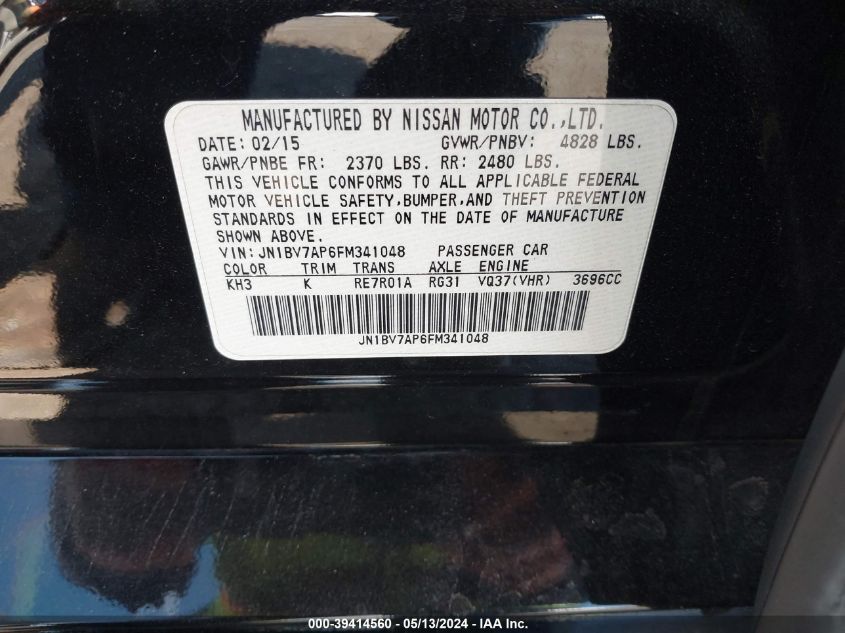 MANUFACTURED BY NISSAN MOTOR CO.,LTD.
DATE: 02/15 GVWR/PNBV: 4828 LBS.
GAWR/PNBE FR: 2370 LBS. RR: 2480 LBS.
THIS VEHICLE CONFORMS TO ALL APPLICABLE FEDERAL
MOTOR VEHICLE SAFETY,BUMPER,AND THEFT PREVENTION
STANDARDS IN EFFECT ON THE DATE OF MANUFACTURE
SHOWN ABOVE.
VIN: JN1BV7AP6FM341048 PASSENGER CAR
COLOR TRIM TRANS AXLE ENGINE
KH3 K RE7R01A RG31 VQ37(VHR) 3696CC
JN1BV7AP6FM341048
000-39414560 - 05/13/2024 - IAA Inc.